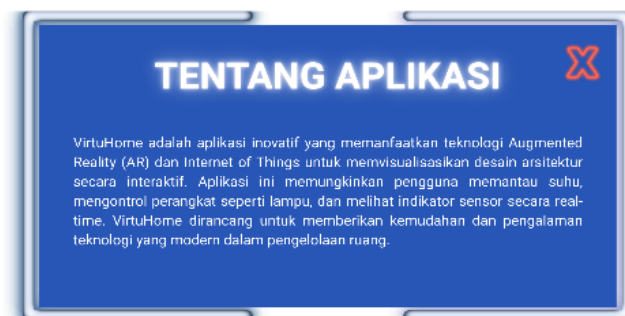 TENTANG APLIKASI
X
VirtuHome adalah aplikasi inovatif yang memanfaatkan teknologi Augmented
Reality (AR) dan Internet of Things untuk memvisualisasikan desain arsitektur
secara interaktif. Aplikasi ini memungkinkan pengguna memantau suhu,
mengontrol perangkat seperti lampu, dan melihat indikator sensor secara real-
time. VirtuHome dirancang untuk memberikan kemudahan dan pengalaman
teknologi yang modern dalam pengelolaan ruang.